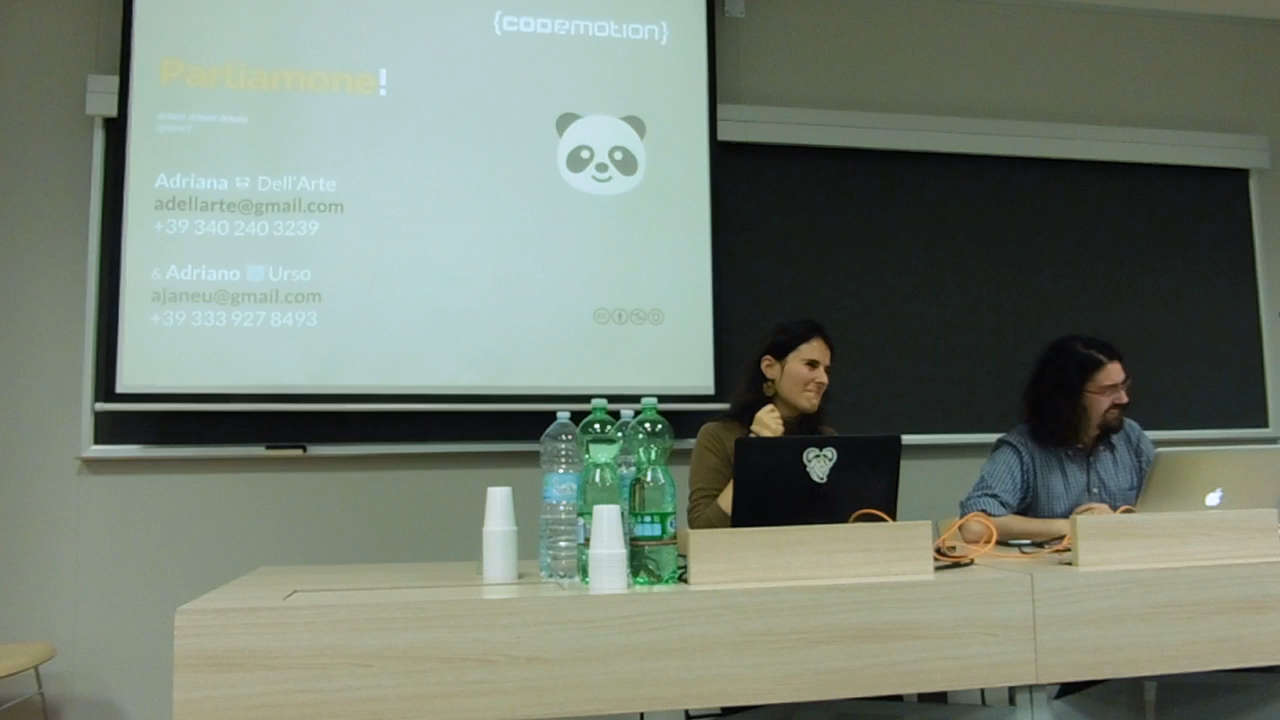 {codemotion}
Parliamone!
Adriana Dell'Arte
adellarte@gmail.com
+39 340 240 3239
& Adriano Urso
ajaneu@gmail.com
+39 333 927 8493